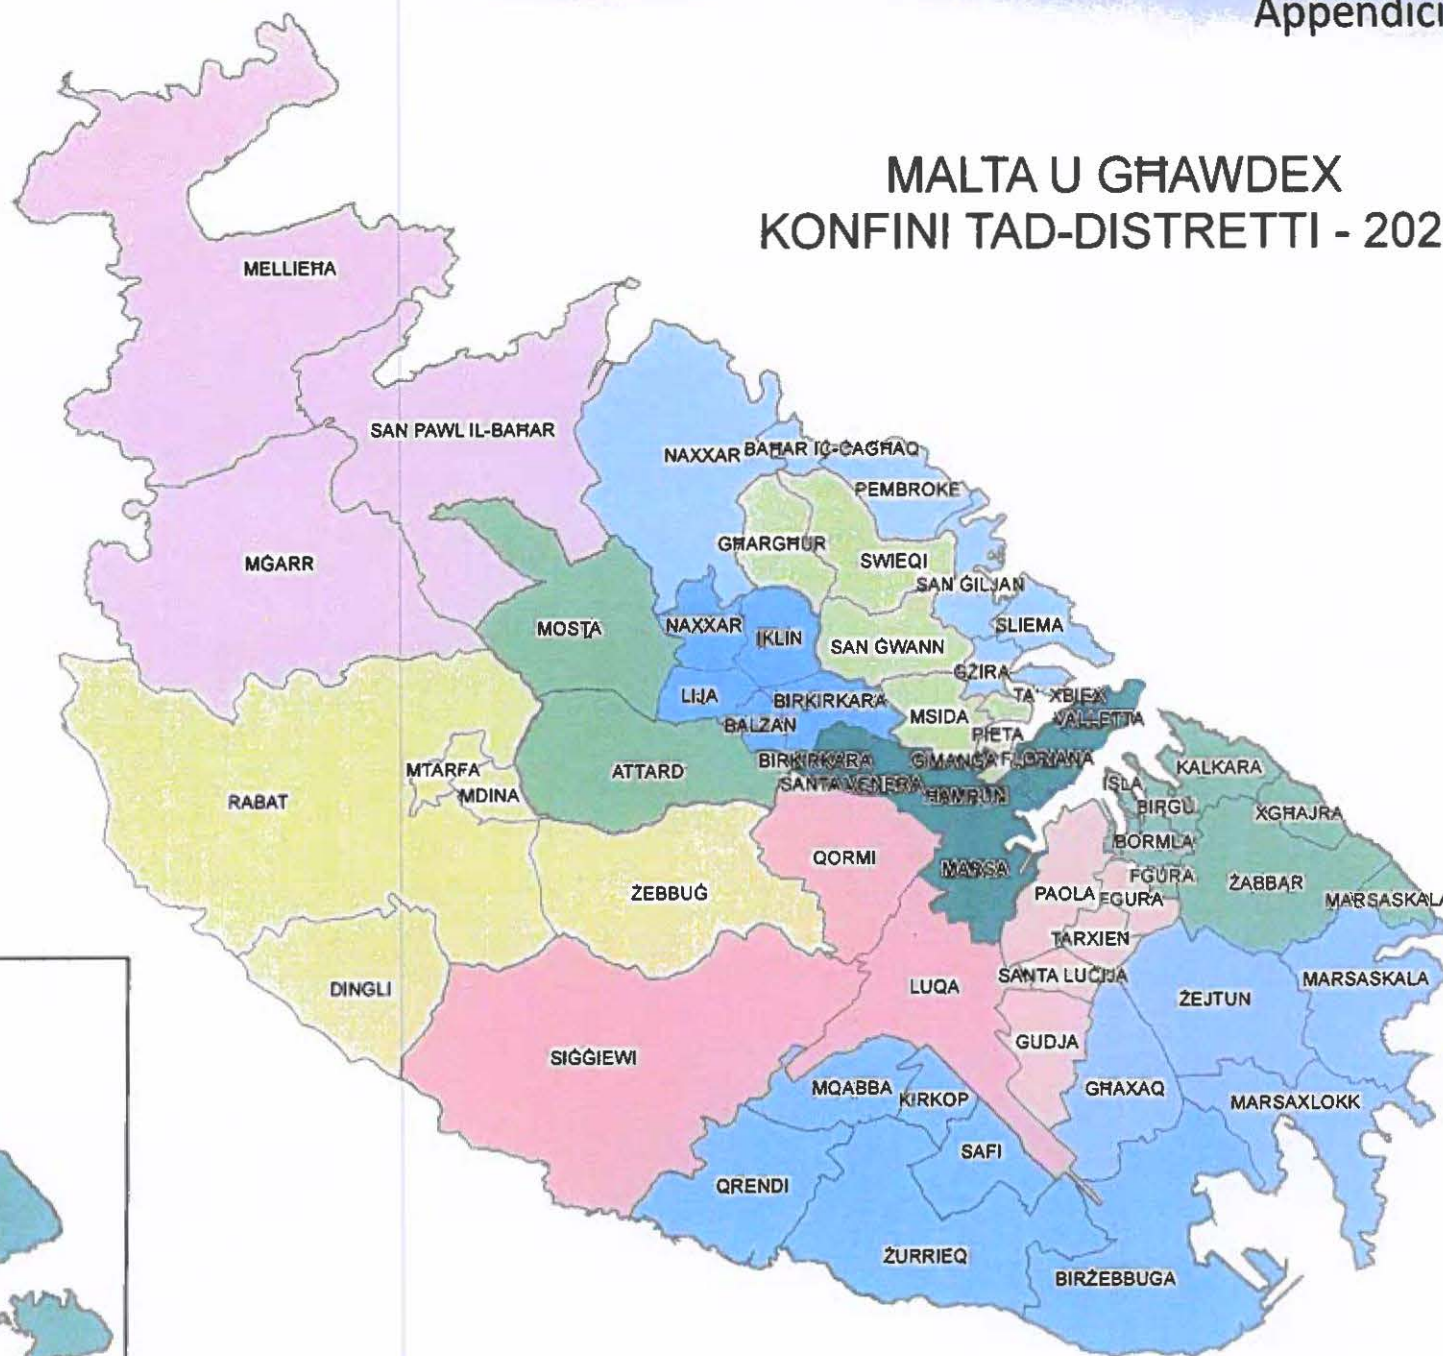 Appendici
MALTA U GĦAWDEX
KONFINI TAD-DISTRETTI - 202
MELLIEĦA
SAN PAWL IL-BAĦAR
NAXXAR
BAĦAR IĊ-ĊAGĦAQ
PEMBROKE
MĠARR
GĦARGĦUR
SWIEQI
SAN ĠILJAN
MOSTA
NAXXAR
IKLIN
SAN ĠWANN
SLIEMA
GŻIRA
LIJA
BIRKIRKARA
TA' XBIEX
BALZAN
MSIDA
VALLETTA
PIETA
BIRKIRKARA
GĦMANĠA
FLORIANA
MTARFA
ATTARD
SANTA VENERA
ĦAMRUN
ISLA
KALKARA
RABAT
MDINA
BIRGU
XGĦAJRA
BORMLA
QORMI
MARSA
FGURA
ŻABBAR
ŻEBBUĠ
PAOLA
FGURA
MARSASKALA
TARXIEN
DINGLI
LUQA
SANTA LUĊIJA
MARSASKALA
ŻEJTUN
SIĠĠIEWI
GUDJA
MQABBA
KIRKOP
GĦAXAQ
MARSAXLOKK
SAFI
QRENDI
ŻURRIEQ
BIRŻEBBUGA